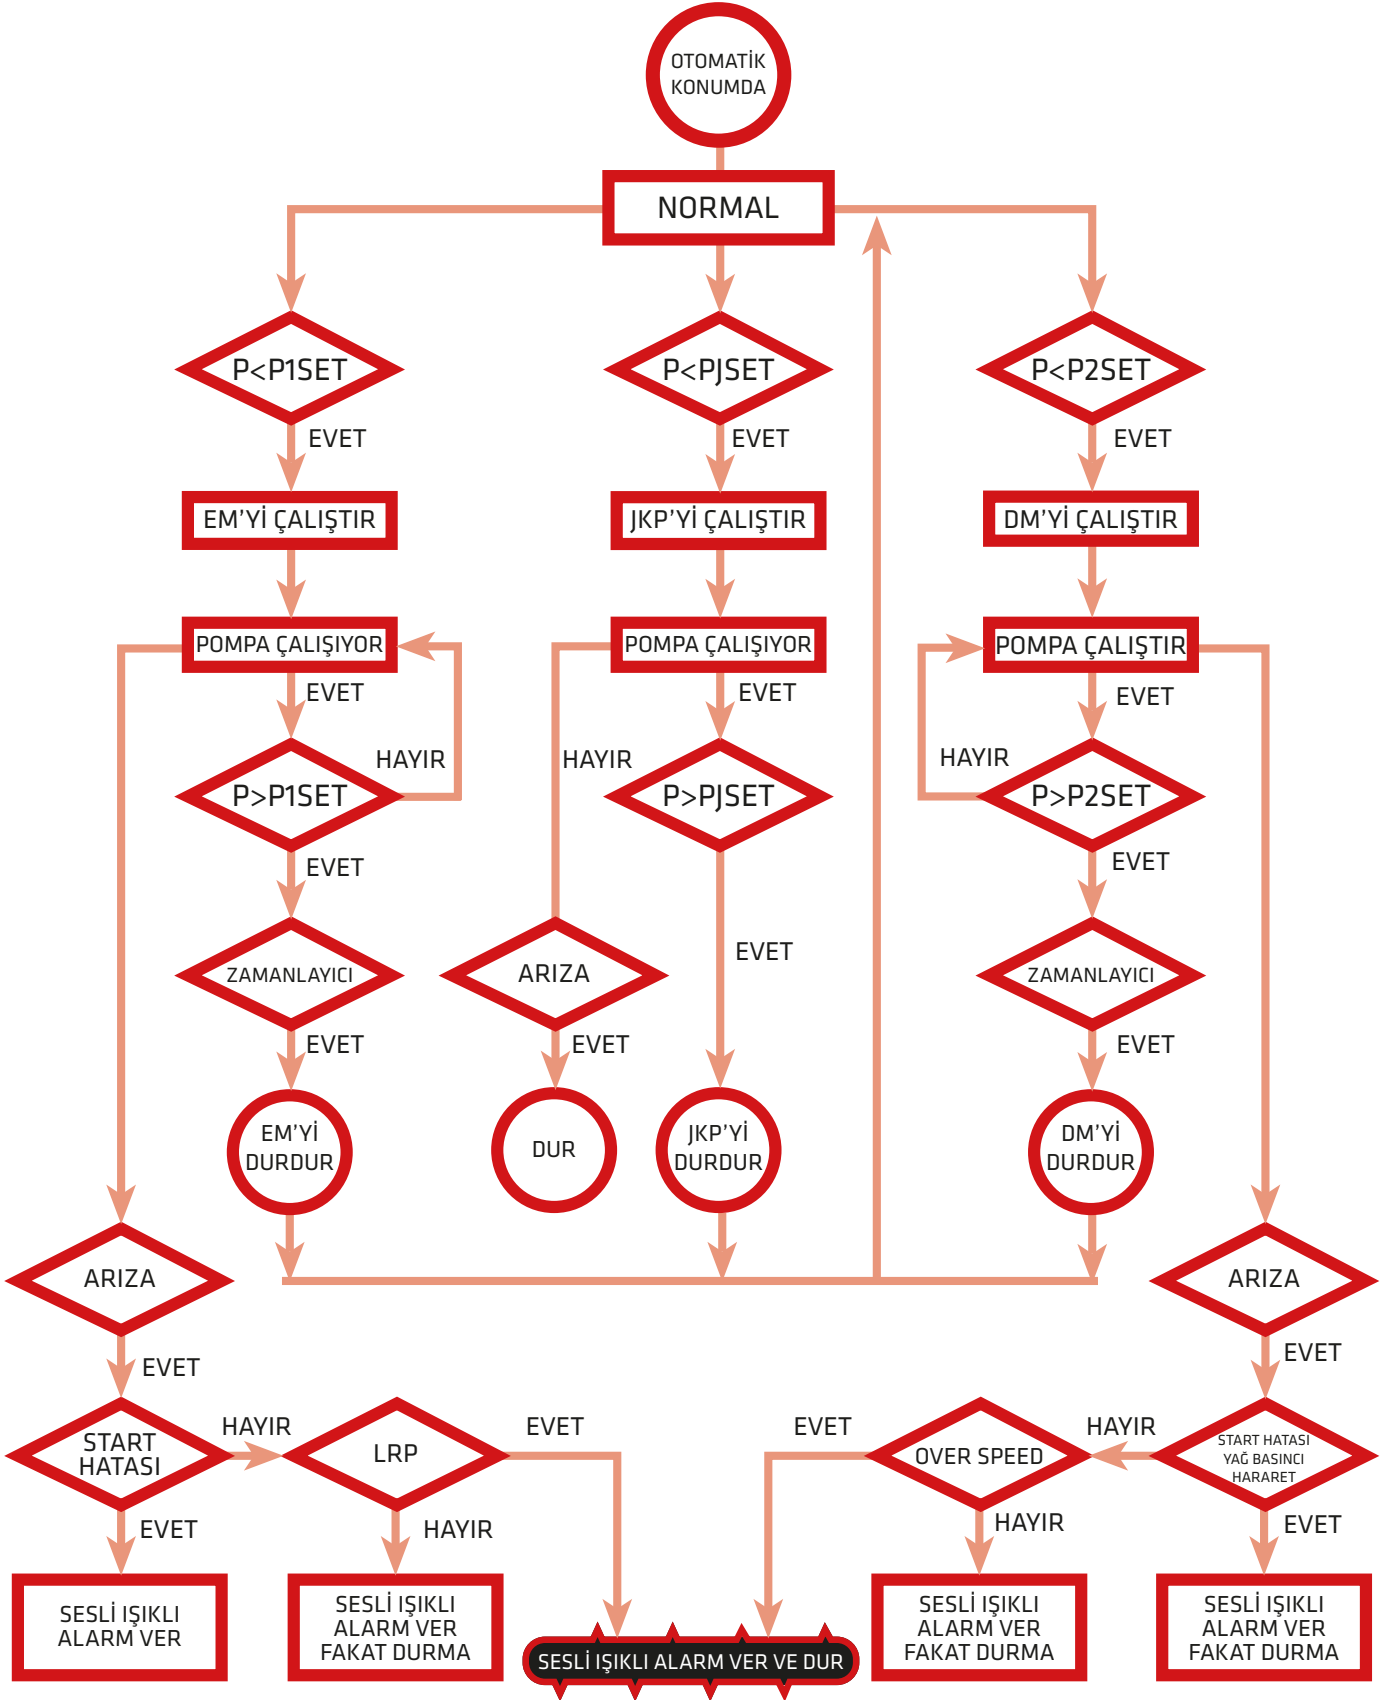 OTOMATİK
KONUMDA
NORMAL
P<P1SET
P<PJSET
P<P2SET
EVET
EVET
EVET
EM'Yİ ÇALIŞTIR
JKP'Yİ ÇALIŞTIR
DM'Yİ ÇALIŞTIR
POMPA ÇALIŞIYOR
POMPA ÇALIŞIYOR
POMPA ÇALIŞTIR
EVET
EVET
EVET
HAYIR
HAYIR
HAYIR
P>P1SET
P>PJSET
P>P2SET
EVET
EVET
EVET
ZAMANLAYICI
ARIZA
ZAMANLAYICI
EVET
EVET
EVET
EM'Yİ
DURDUR
DUR
JKP'Yİ
DURDUR
DM'Yİ
DURDUR
ARIZA
ARIZA
EVET
EVET
START
HATASI
HAYIR
LRP
EVET
EVET
OVER SPEED
HAYIR
START HATASI
YAĞ BASINCI
HARARET
EVET
HAYIR
HAYIR
EVET
SESLİ IŞIKLI
ALARM VER
SESLİ IŞIKLI
ALARM VER
FAKAT DURMA
SESLİ IŞIKLI ALARM VER VE DUR
SESLİ IŞIKLI
ALARM VER
FAKAT DURMA
SESLİ IŞIKLI
ALARM VER
FAKAT DURMA